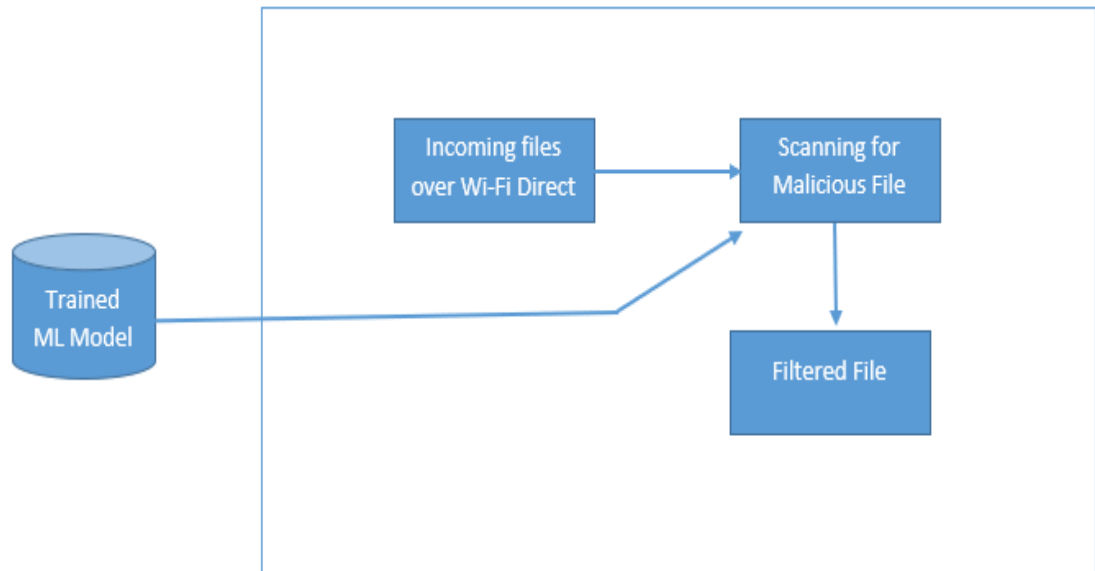 Incoming files
over Wi-Fi Direct
Scanning for
Malicious File
Trained
ML Model
Filtered File